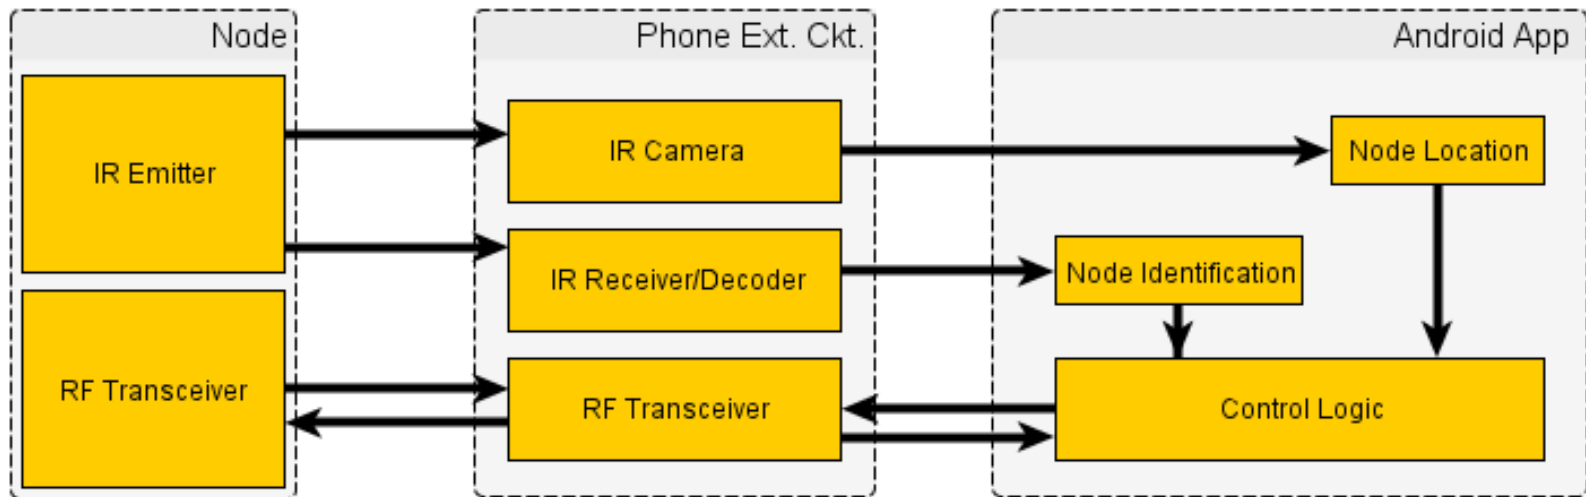 Node
Phone Ext. Ckt.
Android App
IR Emitter
IR Camera
Node Location
IR Receiver/Decoder
Node Identification
RF Transceiver
RF Transceiver
Control Logic